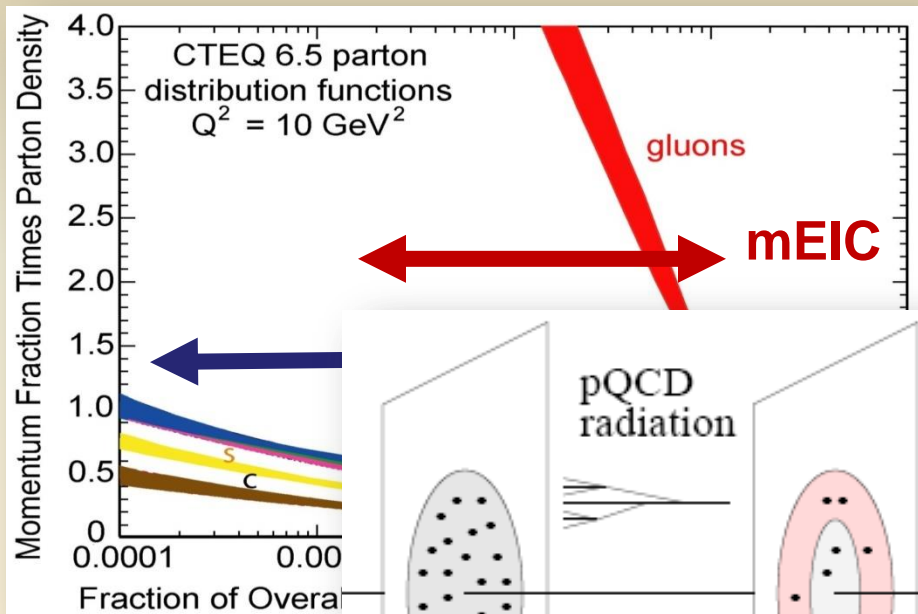 Momentum Fraction Times Parton Density
4.0
3.5
3.0
2.5
2.0
1.5
1.0
0.5
0
CTEQ 6.5 parton
distribution functions
Q² = 10 GeV²
gluons
mEIC
s
c
pQCD
radiation
0.0001
Fraction of